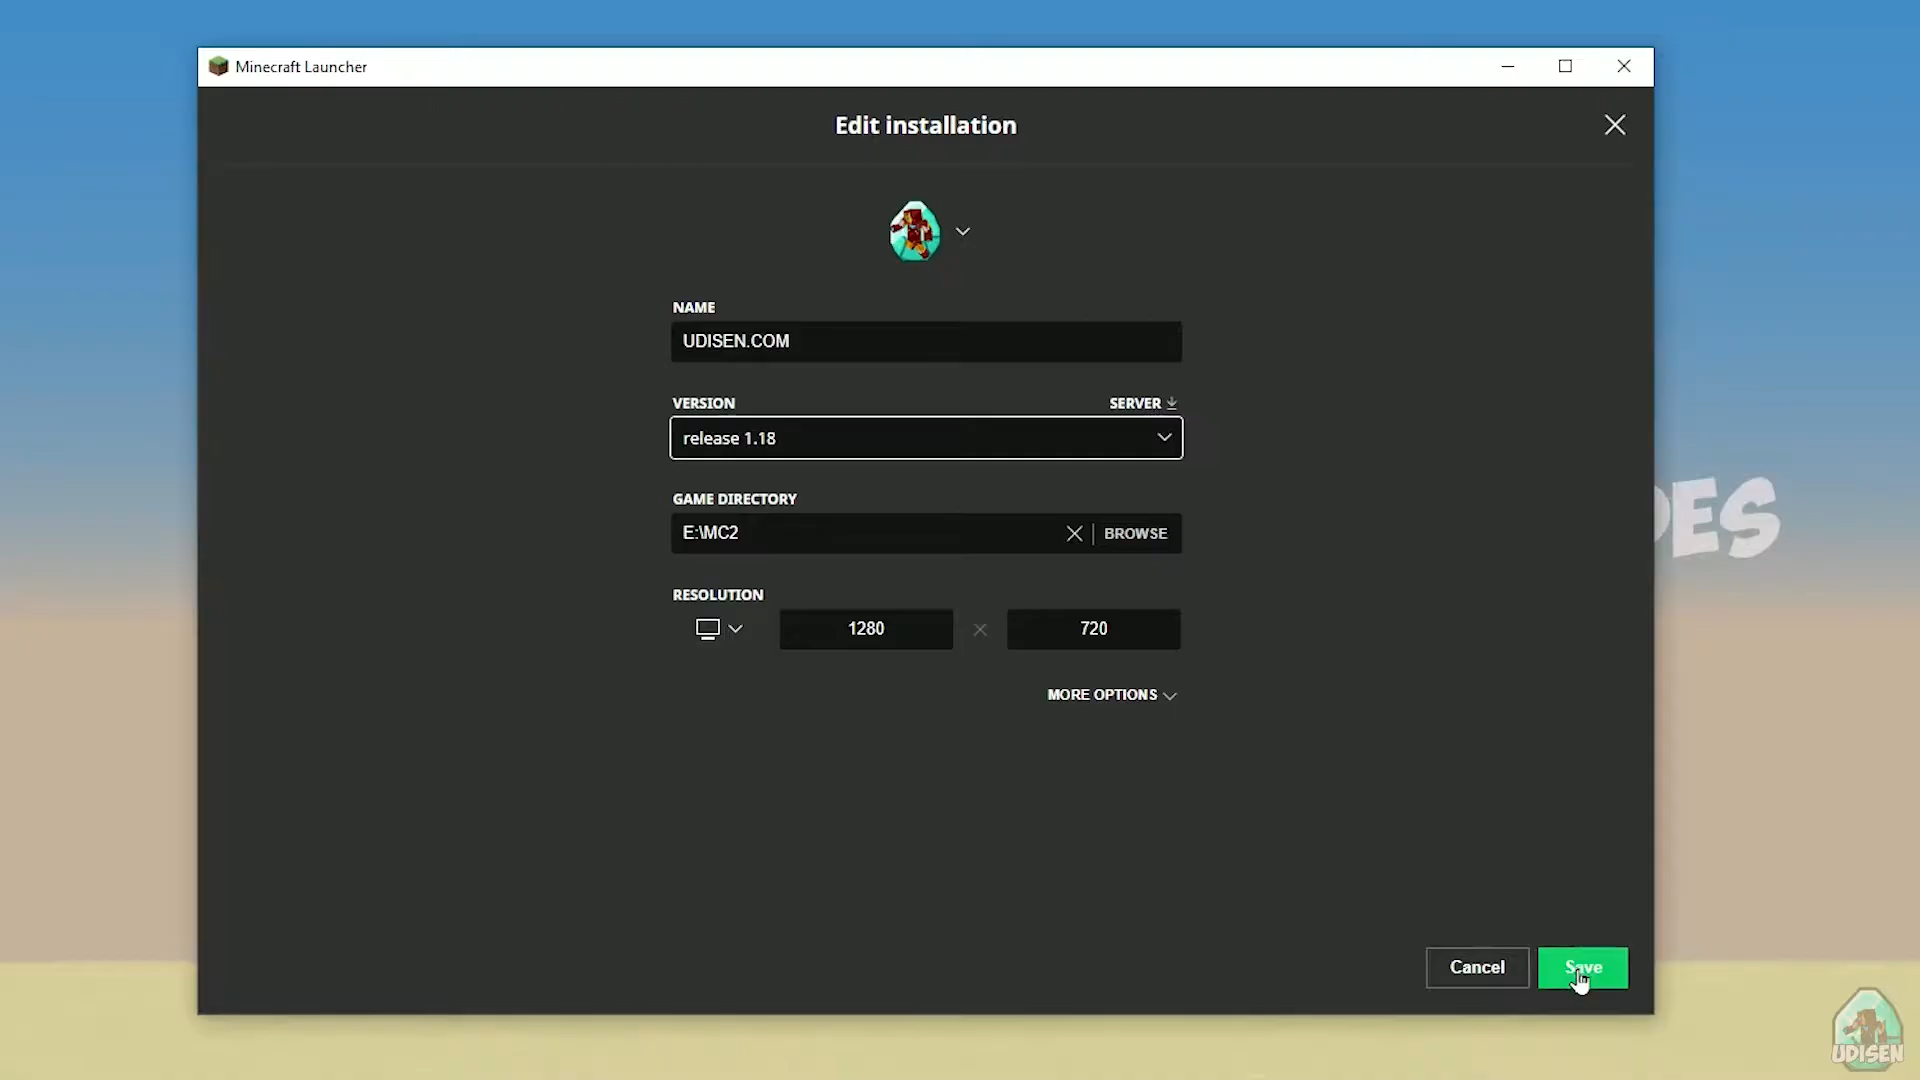 Minecraft Launcher
Edit installation
NAME
UDISEN.COM
VERSION
SERVER
release 1.18
GAME DIRECTORY
E:\MC2
BROWSE
RESOLUTION
1280
720
MORE OPTIONS
Cancel
Save
UDISEN